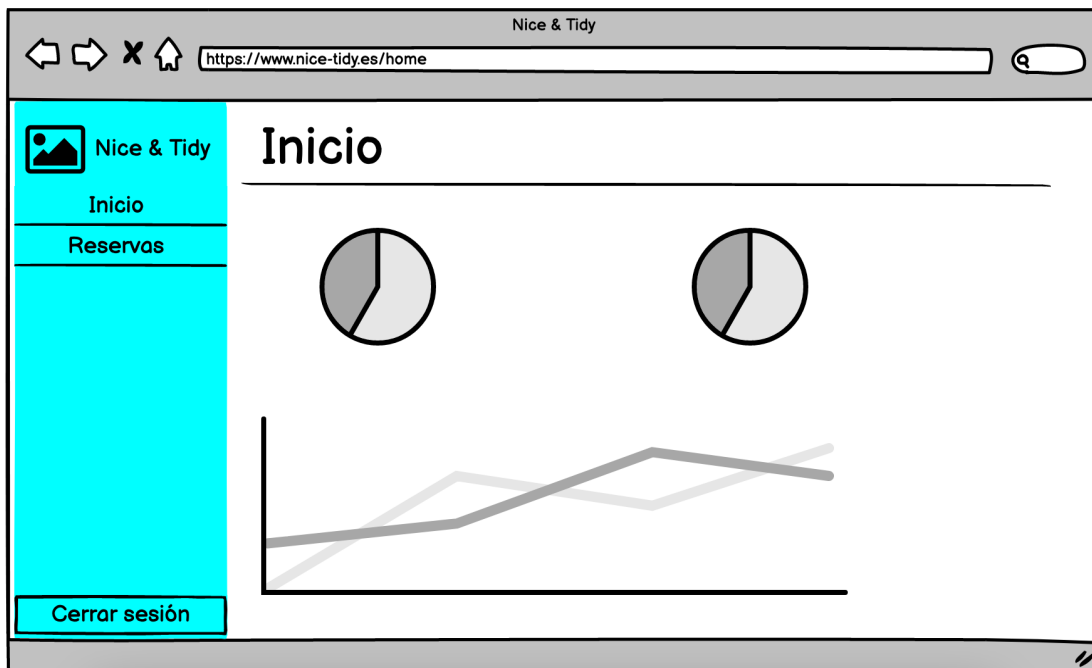 Nice & Tidy
https://www.nice-tidy.es/home
Nice & Tidy
Inicio
Reservas
Cerrar sesión
Inicio